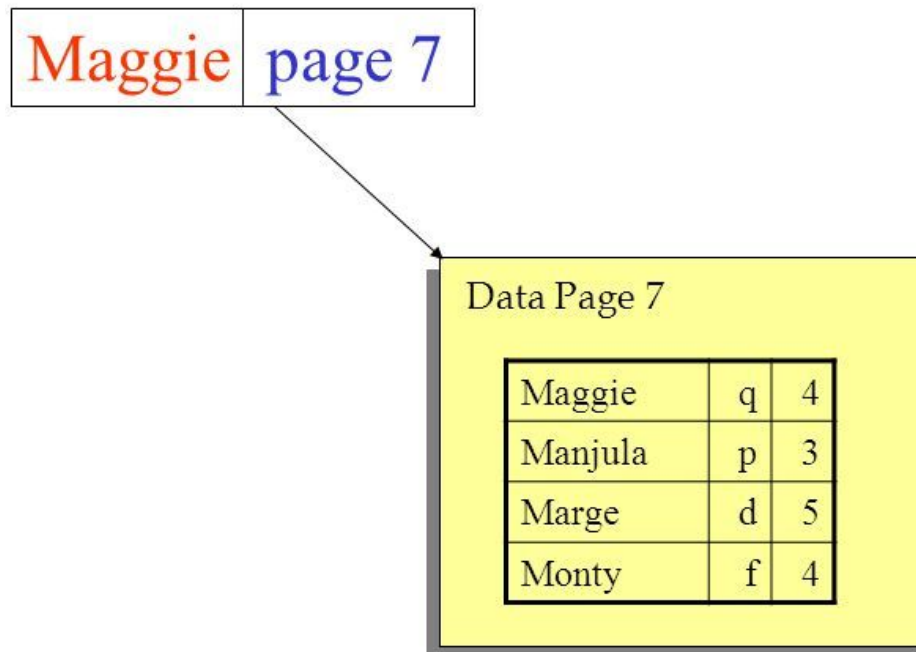 Maggie page 7
Data Page 7
Maggie q 4
Manjula p 3
Marge d 5
Monty f 4